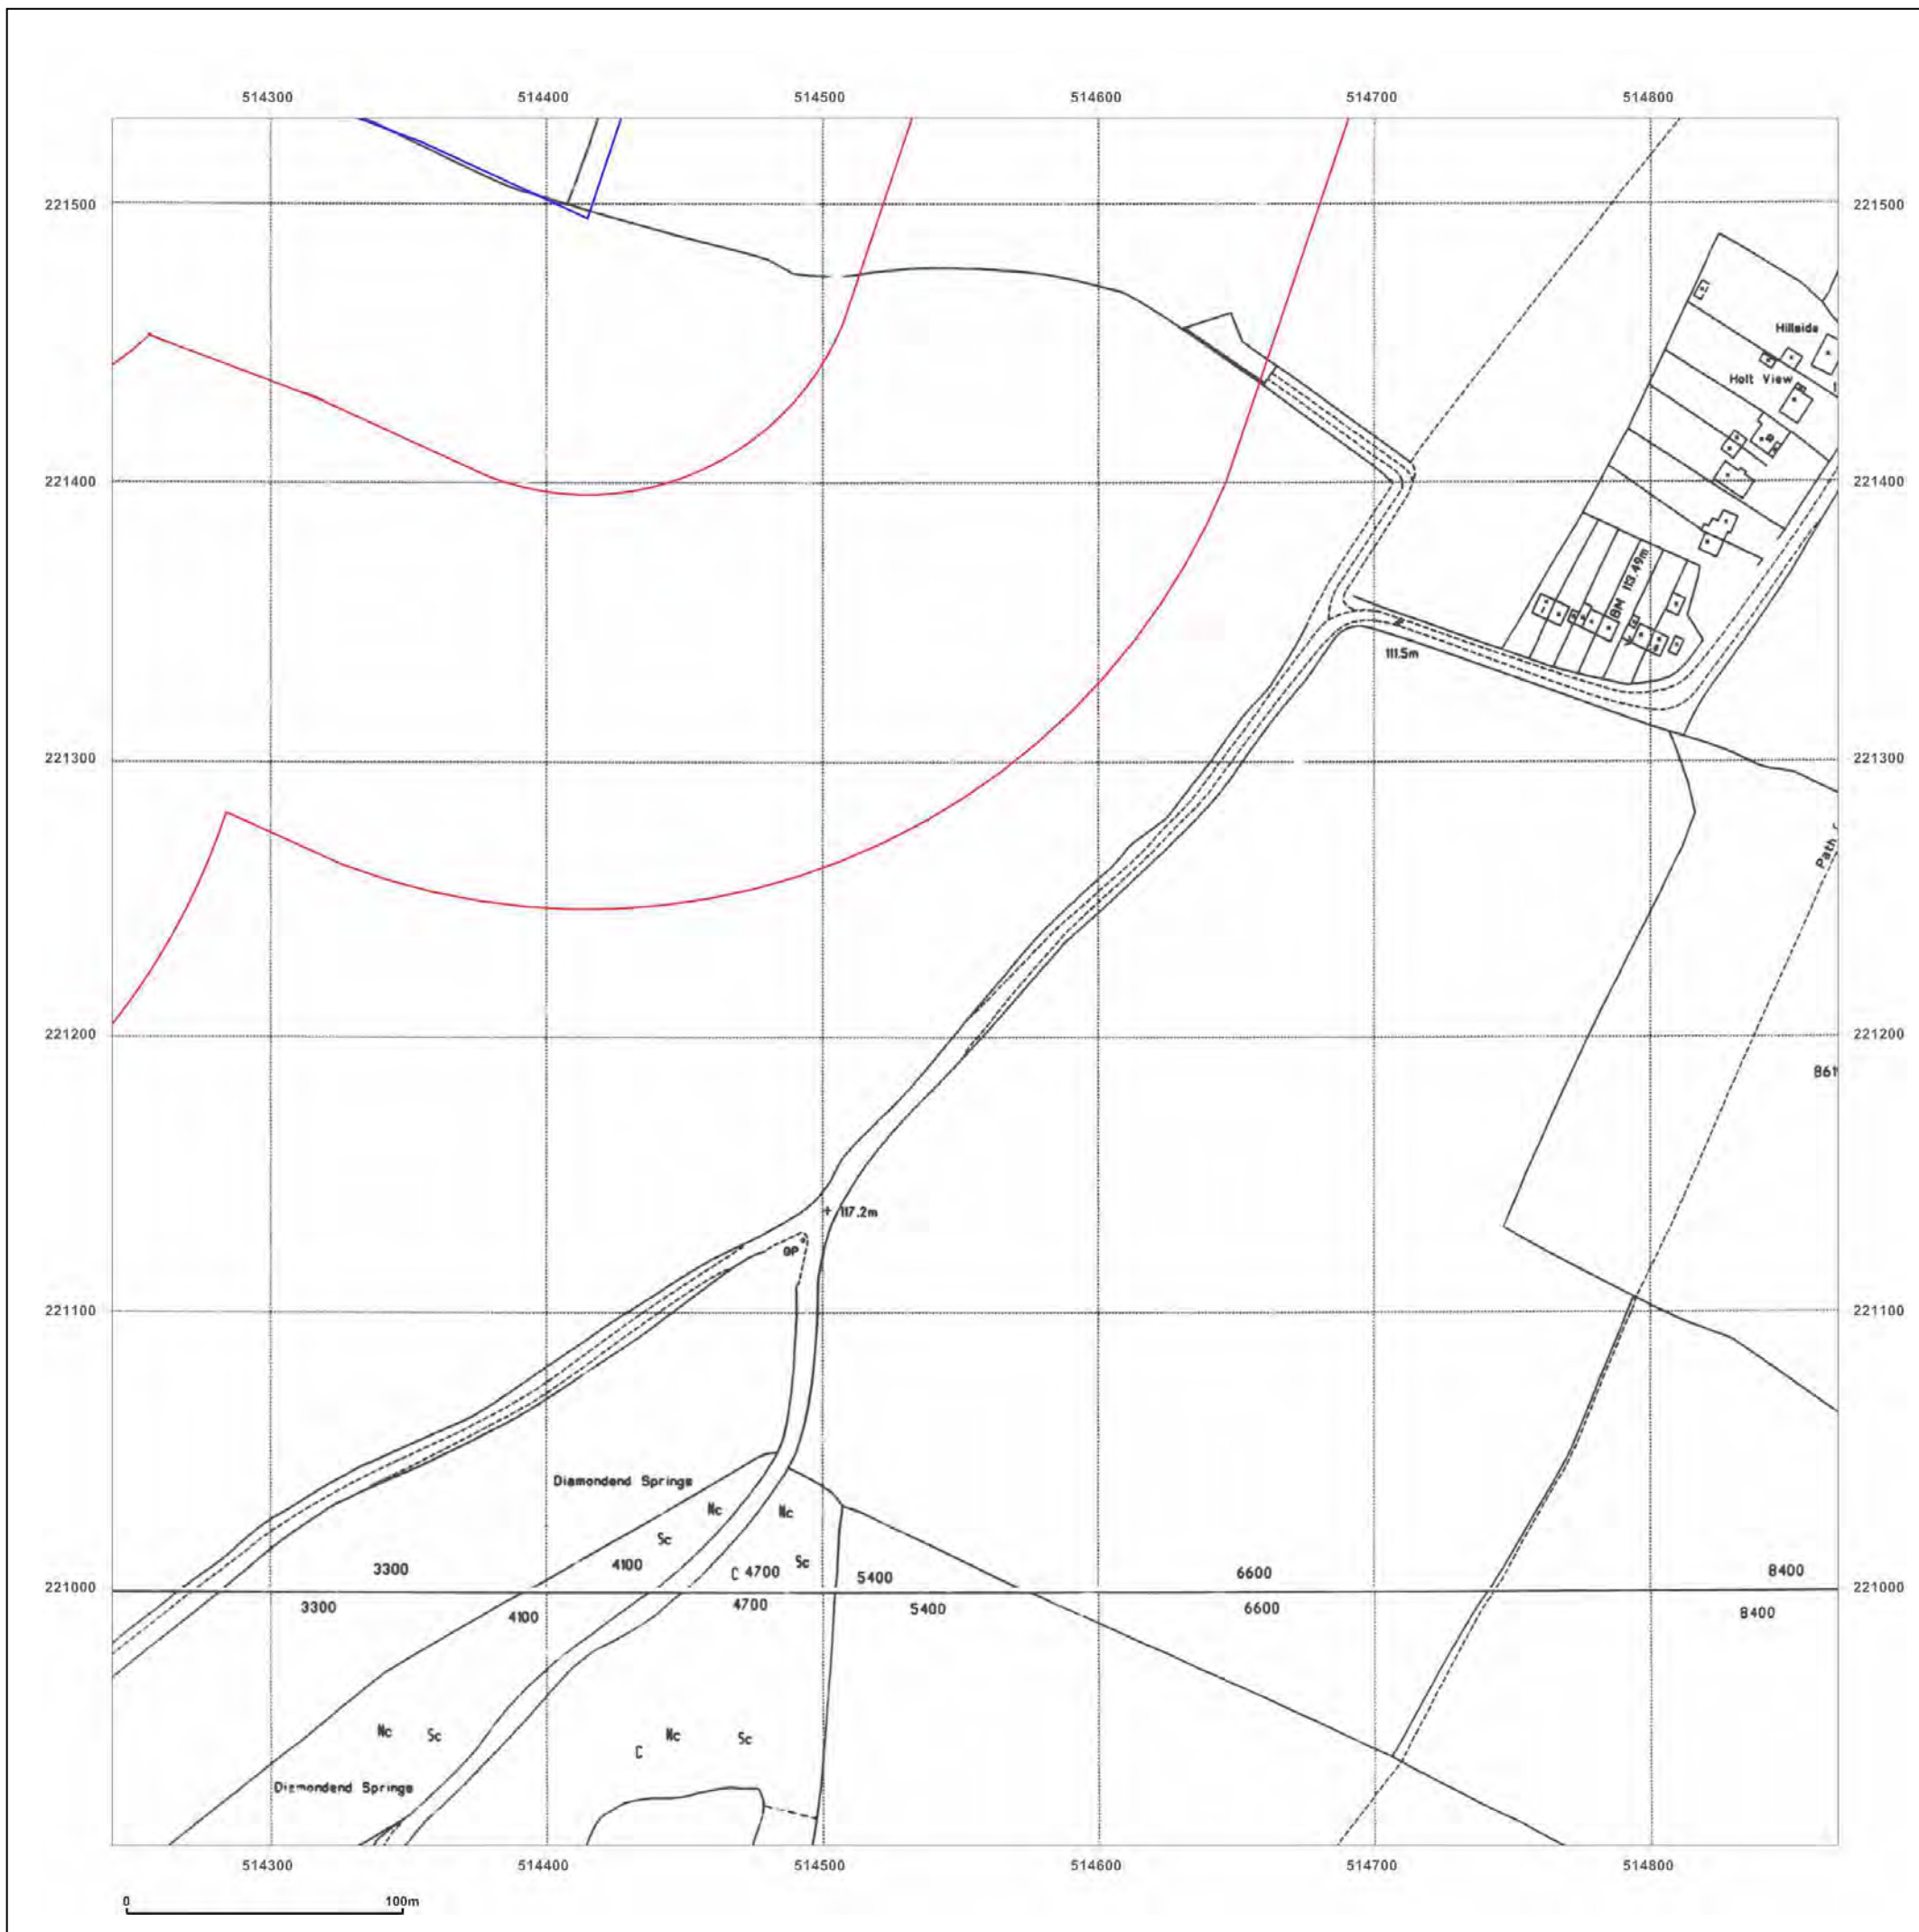 514300 514400 514500 514600 514700 514800
221500 221500
Hillside
Holt View
221400 221400
BM 113.49m
111.5m
221300 221300
Path
221200 221200
861
117.2m
GP
221100 221100
Diamondend Springs
Nc Nc
Sc Sc
3300 4100 C 4700 5400 6600 8400
221000 221000
3300 4100 4700 5400 6600 8400
Nc Sc Nc Sc
C
Diamondend Springs
514300 514400 514500 514600 514700 514800
0 100m